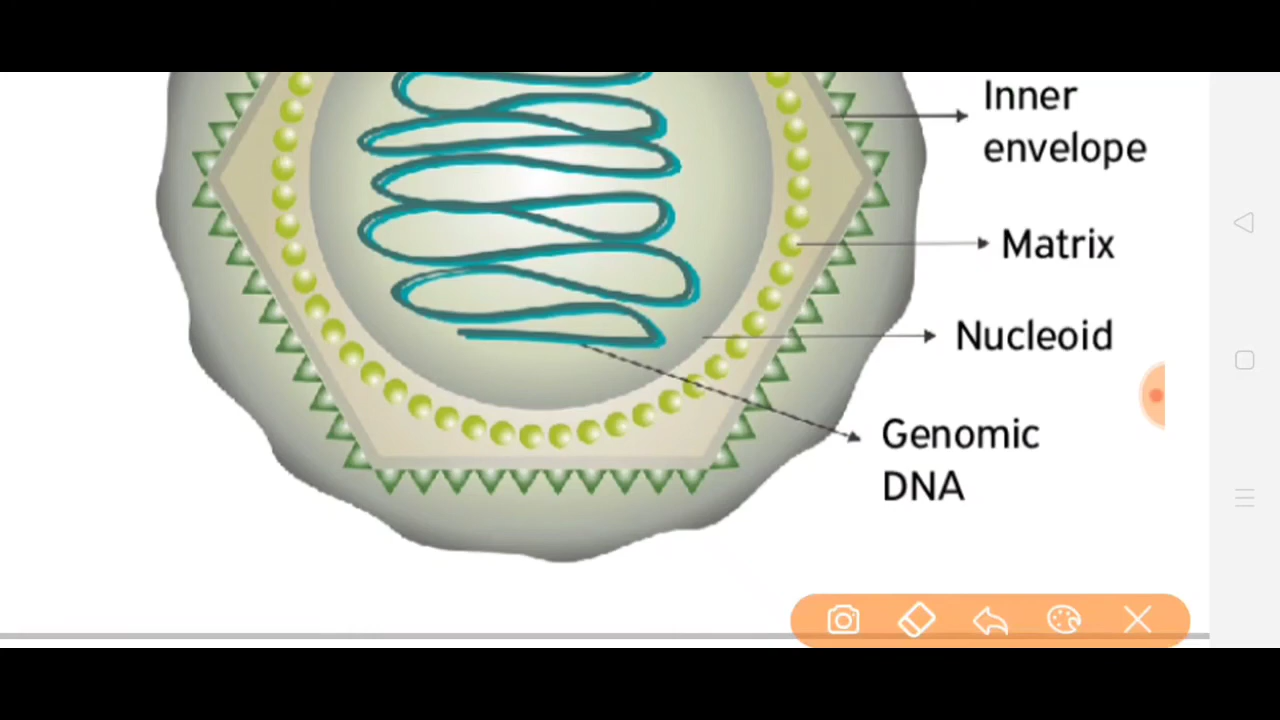 Inner
envelope
Matrix
Nucleoid
Genomic
DNA